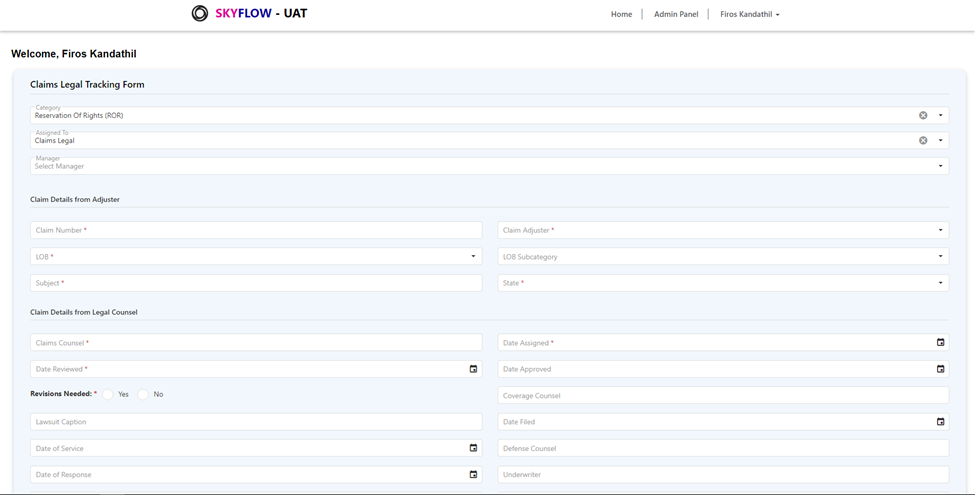 SKYFLOW - UAT
Home
Admin Panel
Firos Kandathil
Welcome, Firos Kandathil
Claims Legal Tracking Form
Category
Reservation Of Rights (ROR)
Assigned To
Claims Legal
Manager
Select Manager
Claim Details from Adjuster
Claim Number *
Claim Adjuster *
LOB *
LOB Subcategory
Subject *
State *
Claim Details from Legal Counsel
Claims Counsel *
Date Assigned *
Date Reviewed *
Date Approved
Revisions Needed: * Yes No
Coverage Counsel
Lawsuit Caption
Date Filed
Date of Service
Defense Counsel
Date of Response
Underwriter